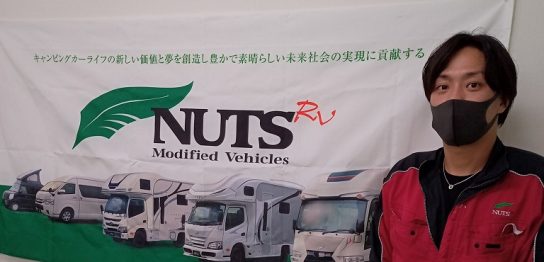 キャンピングカーライフの新しい価値と夢を創造し豊かで素晴らしい未来社会の実現に貢献する
NUTS RV
Modified Vehicles
NUTS